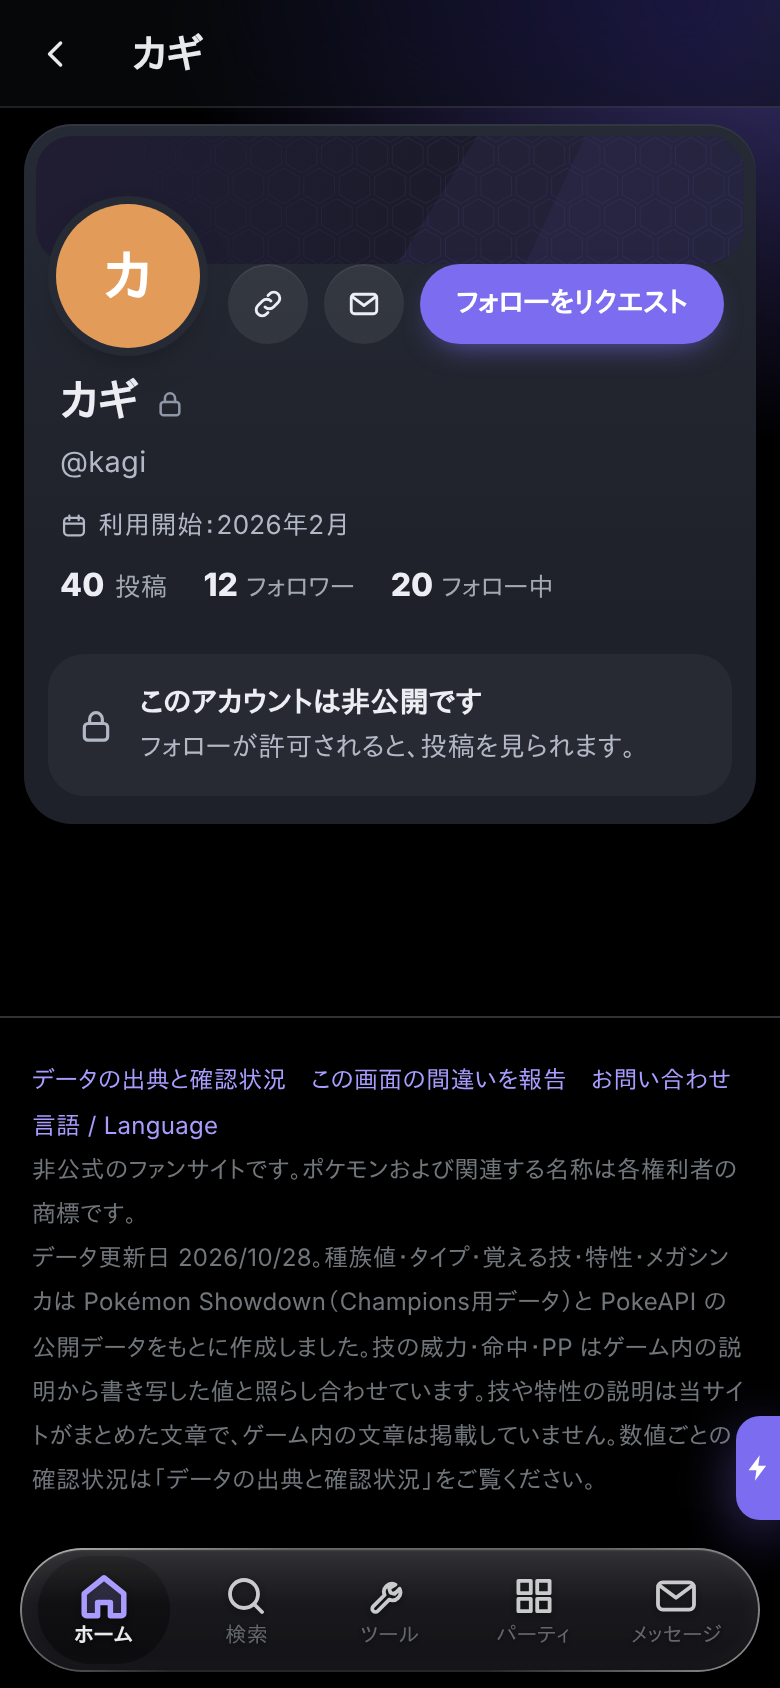 カギ
カ
フォローをリクエスト
カギ
@kagi
利用開始：2026年2月
40 投稿 12 フォロワー 20 フォロー中
このアカウントは非公開です
フォローが許可されると、投稿を見られます。
データの出典と確認状況 この画面の間違いを報告 お問い合わせ
言語 / Language
非公式のファンサイトです。ポケモンおよび関連する名称は各権利者の
商標です。
データ更新日 2026/10/28。種族値・タイプ・覚える技・特性・メガシン
カは Pokémon Showdown（Champions用データ）と PokeAPI の
公開データをもとに作成しました。技の威力・命中・PP はゲーム内の説
明から書き写した値と照らし合わせています。技や特性の説明は当サイ
トがまとめた文章で、ゲーム内の文章は掲載していません。数値ごとの
確認状況は「データの出典と確認状況」をご覧ください。
ホーム 検索 ツール パーティ メッセージ